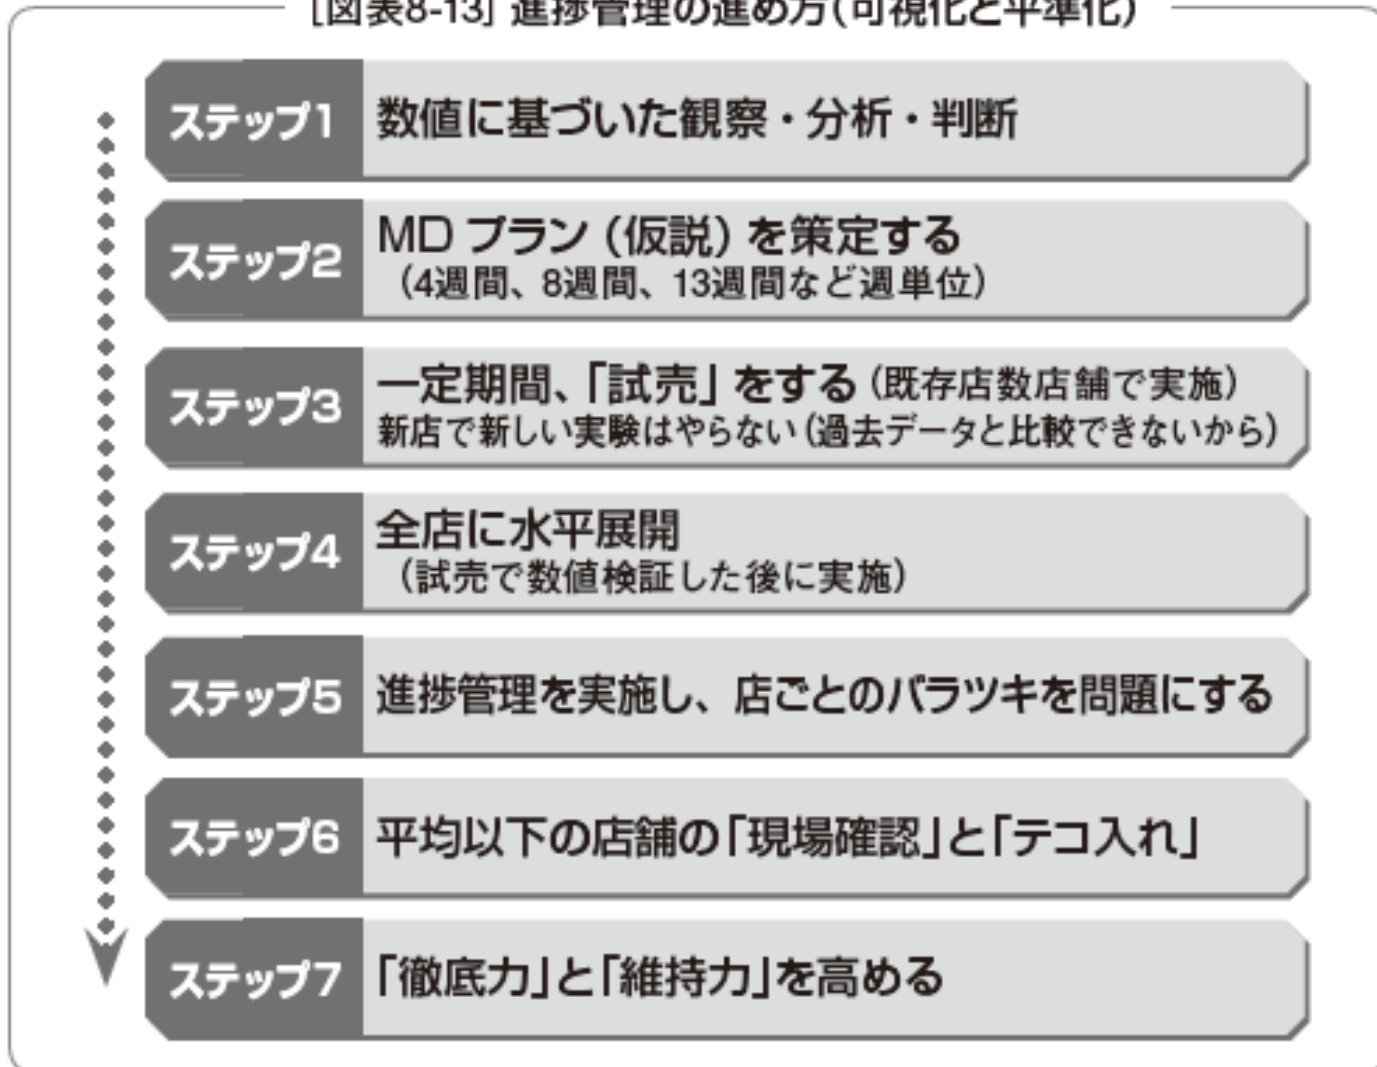 [図表8-13] 進捗管理の進め方(可視化と平準化)
ステップ1
数値に基づいた観察・分析・判断
ステップ2
MD プラン(仮説)を策定する
(4週間、8週間、13週間など週単位)
ステップ3
一定期間、「試売」をする(既存店数店舗で実施)
新店で新しい実験はやらない(過去データと比較できないから)
ステップ4
全店に水平展開
(試売で数値検証した後に実施)
ステップ5
進捗管理を実施し、店ごとのバラツキを問題にする
ステップ6
平均以下の店舗の「現場確認」と「テコ入れ」
ステップ7
「徹底力」と「維持力」を高める